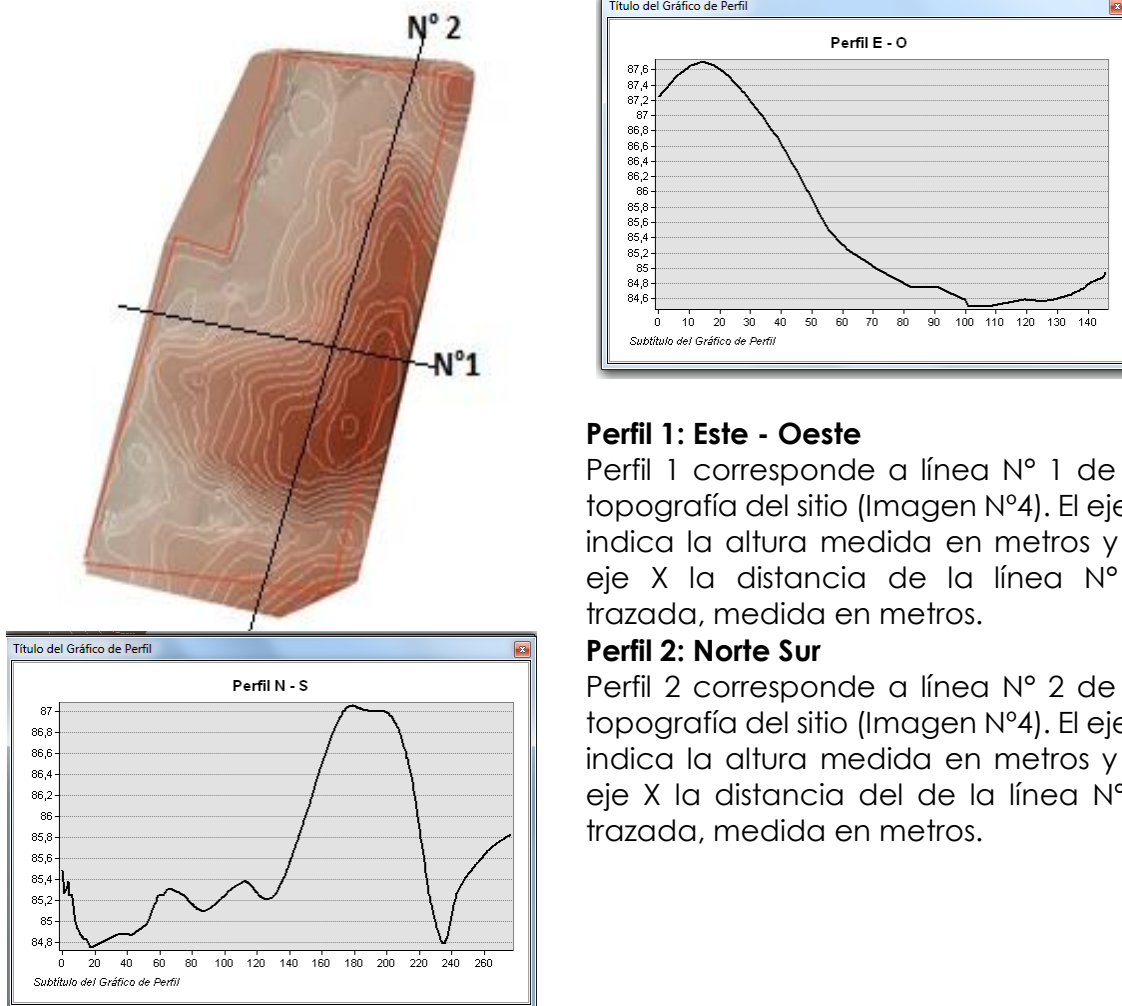 Nº 2
Nº1
Título del Gráfico de Perfil
Perfil E - O
87,6
87,4
87,2
87
86,8
86,6
86,4
86,2
86
85,8
85,6
85,4
85,2
85
84,8
84,6
0 10 20 30 40 50 60 70 80 90 100 110 120 130 140
Subtítulo del Gráfico de Perfil
Perfil 1: Este - Oeste
Perfil 1 corresponde a línea N° 1 de
topografía del sitio (Imagen Nº4). El eje
indica la altura medida en metros y
eje X la distancia de la línea N°
trazada, medida en metros.
Perfil 2: Norte Sur
Perfil 2 corresponde a línea N° 2 de
topografía del sitio (Imagen Nº4). El eje
indica la altura medida en metros y
eje X la distancia del de la línea N°
trazada, medida en metros.
Título del Gráfico de Perfil
Perfil N - S
87
86,8
86,6
86,4
86,2
86
85,8
85,6
85,4
85,2
85
84,8
0 20 40 60 80 100 120 140 160 180 200 220 240 260
Subtítulo del Gráfico de Perfil